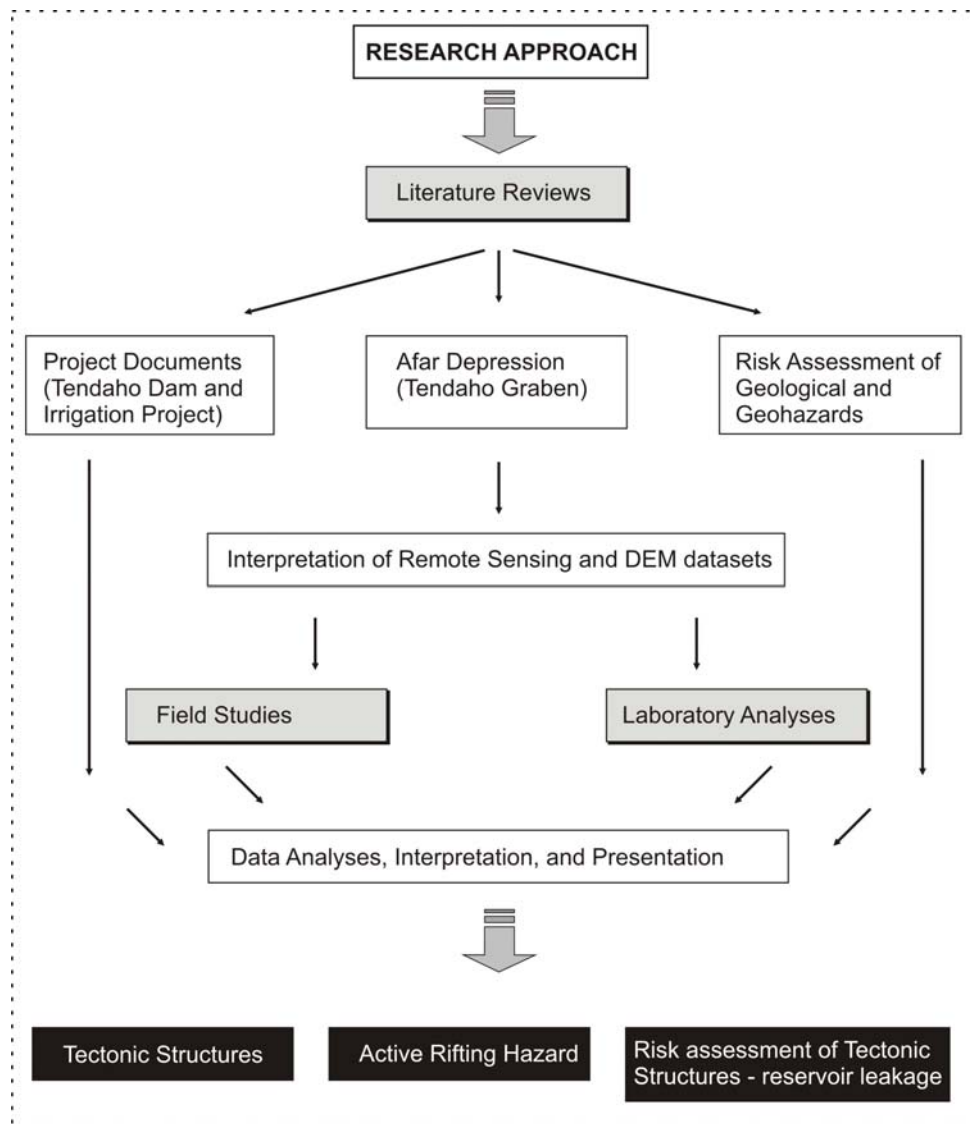 RESEARCH APPROACH
Literature Reviews
Project Documents
(Tendaho Dam and
Irrigation Project)
Afar Depression
(Tendaho Graben)
Risk Assessment of
Geological and
Geohazards
Interpretation of Remote Sensing and DEM datasets
Field Studies
Laboratory Analyses
Data Analyses, Interpretation, and Presentation
Tectonic Structures
Active Rifting Hazard
Risk assessment of Tectonic
Structures - reservoir leakage